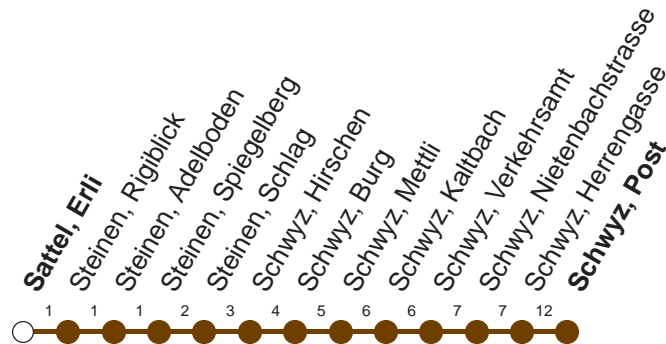 Sattel, Erli
Steinen, Rigiblick
Steinen, Adelboden
Steinen, Spiegelberg
Steinen, Schlag
Schwyz, Hirschen
Schwyz, Burg
Schwyz, Mettli
Schwyz, Kaltbach
Schwyz, Verkehrsamt
Schwyz, Nietenbachstrasse
Schwyz, Herrengasse
Schwyz, Post
1 1 1 2 3 4 5 6 6 7 7 12